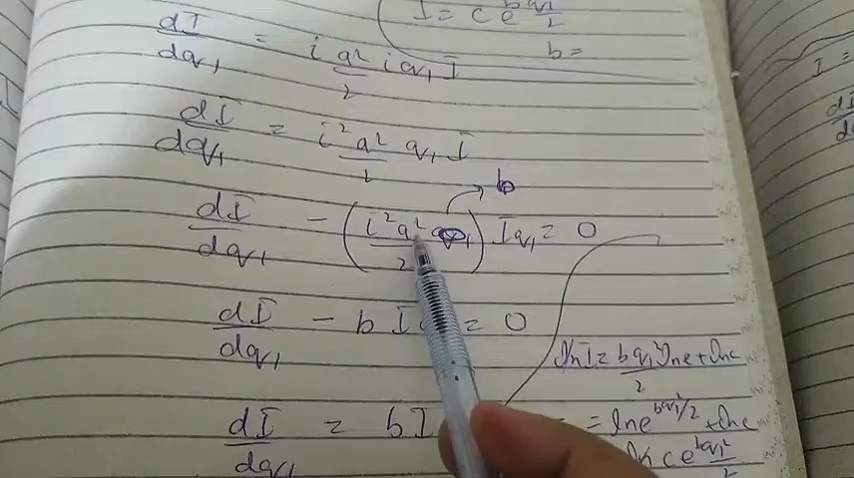 I = c e^(bq₁²/2)
b =
dI/dq₁ = i a²/2 i q₁ I
dI/dq₁ = i² a²/2 q₁ I
b
dI/dq₁ - (i² a²/2) I q₁ = 0
dI/dq₁ - b I = 0
ln I = bq₁²/2 ln e + ln c
dI/dq₁ = b I
= ln e^(bq₁²/2) + ln c
ln c e^(bq₁²/2)